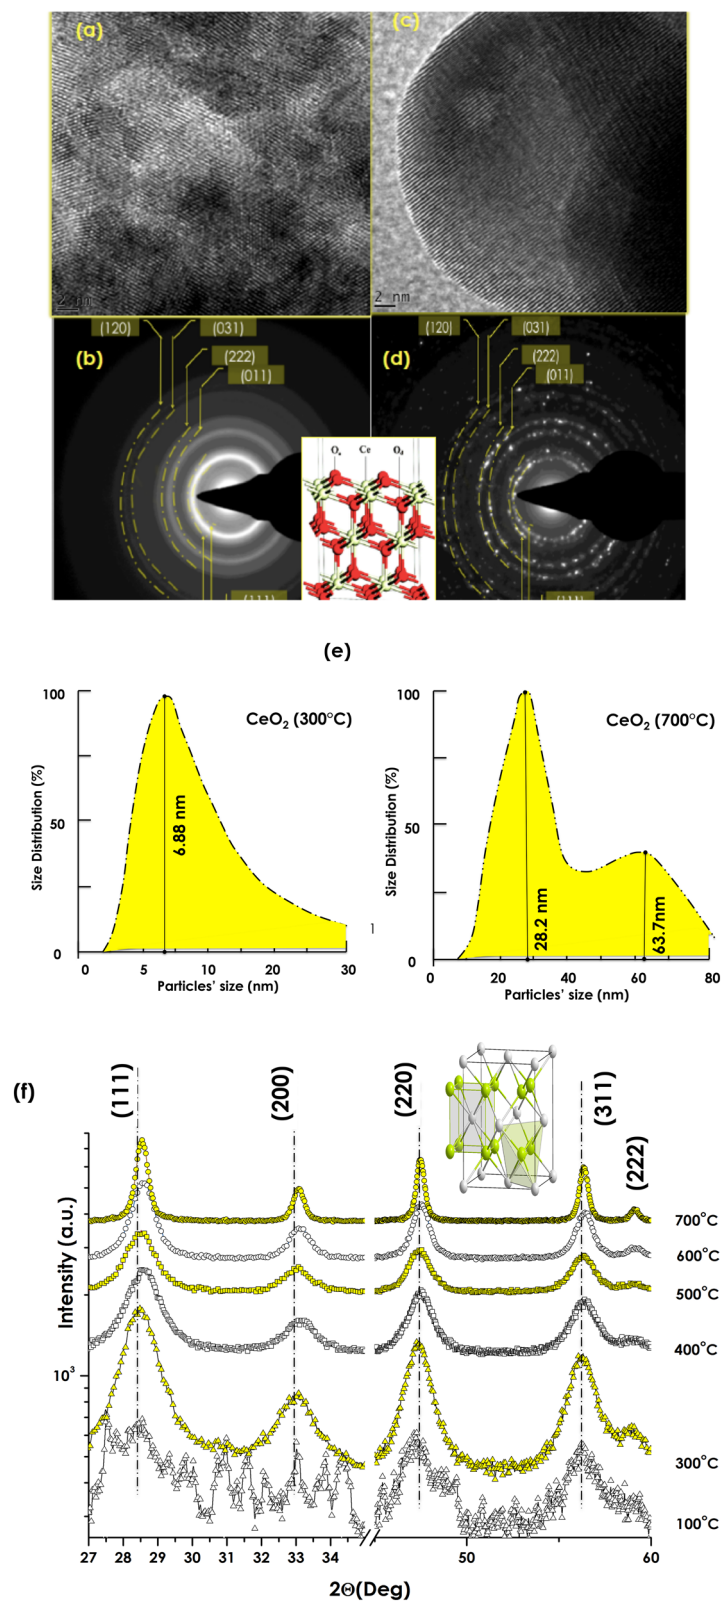 (a)
(c)
2 nm
2 nm
(120)
(031)
(120)
(031)
(b)
(222)
(d)
(222)
(011)
(011)
Ce
(111)
(e)
100
50
0
5
10
20
30
Size Distribution (%)
Particles' size (nm)
CeO₂ (300°C)
6.88 nm
1
100
50
0
0
20
40
60
80
Size Distribution (%)
Particles' size (nm)
CeO₂ (700°C)
28.2 nm
63.7nm
(f)
(111)
(200)
(220)
(311)
(222)
700°C
600°C
500°C
400°C
300°C
100°C
Intensity (a.u.)
10³
27
28
29
30
31
32
33
34
50
60
2Θ(Deg)